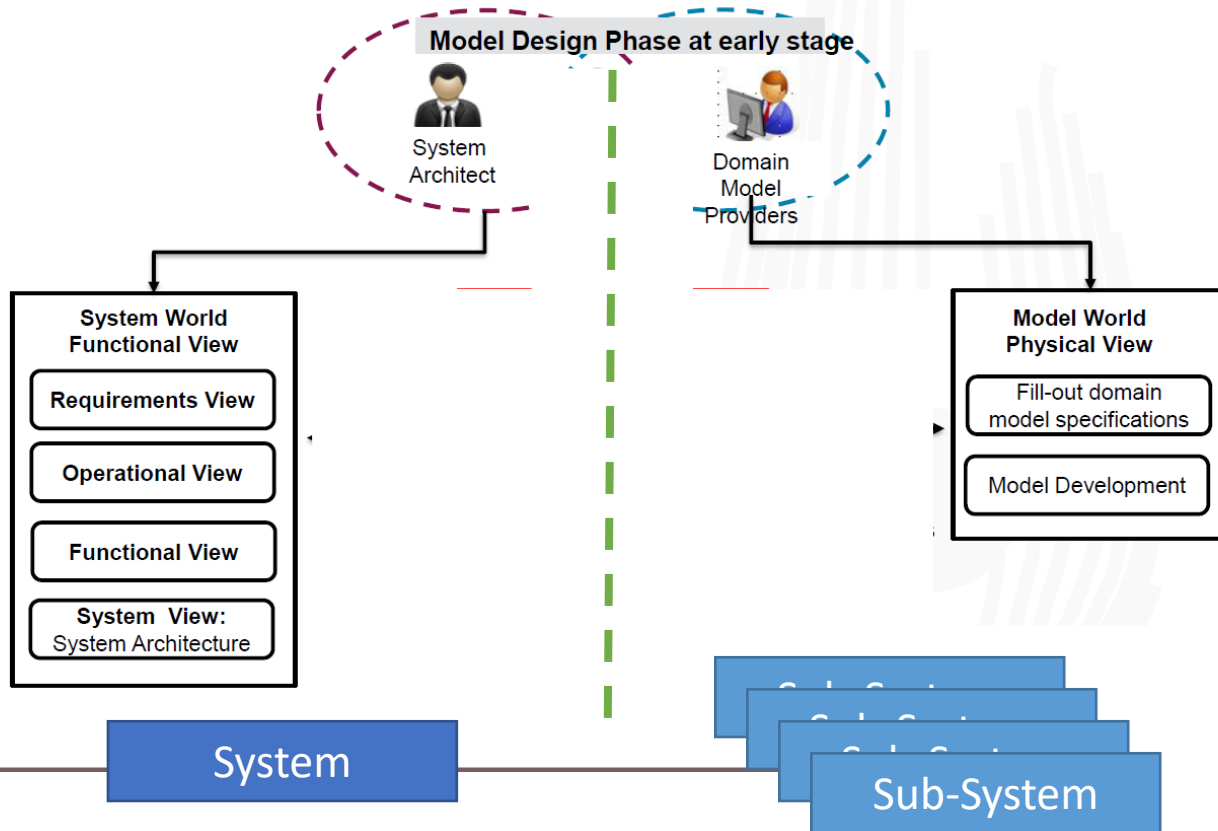 Model Design Phase at early stage
System
Architect
Domain
Model
Providers
System World
Functional View
Requirements View
Operational View
Functional View
System View:
System Architecture
Model World
Physical View
Fill-out domain
model specifications
Model Development
System
Sub-System